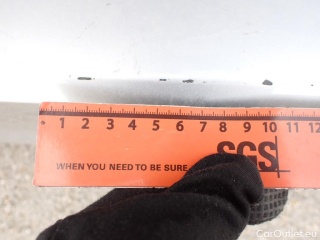 1 2 3 4 5 6 7 8 9 10 11 12
WHEN YOU NEED TO BE SURE
SGS
CarOutlet.eu